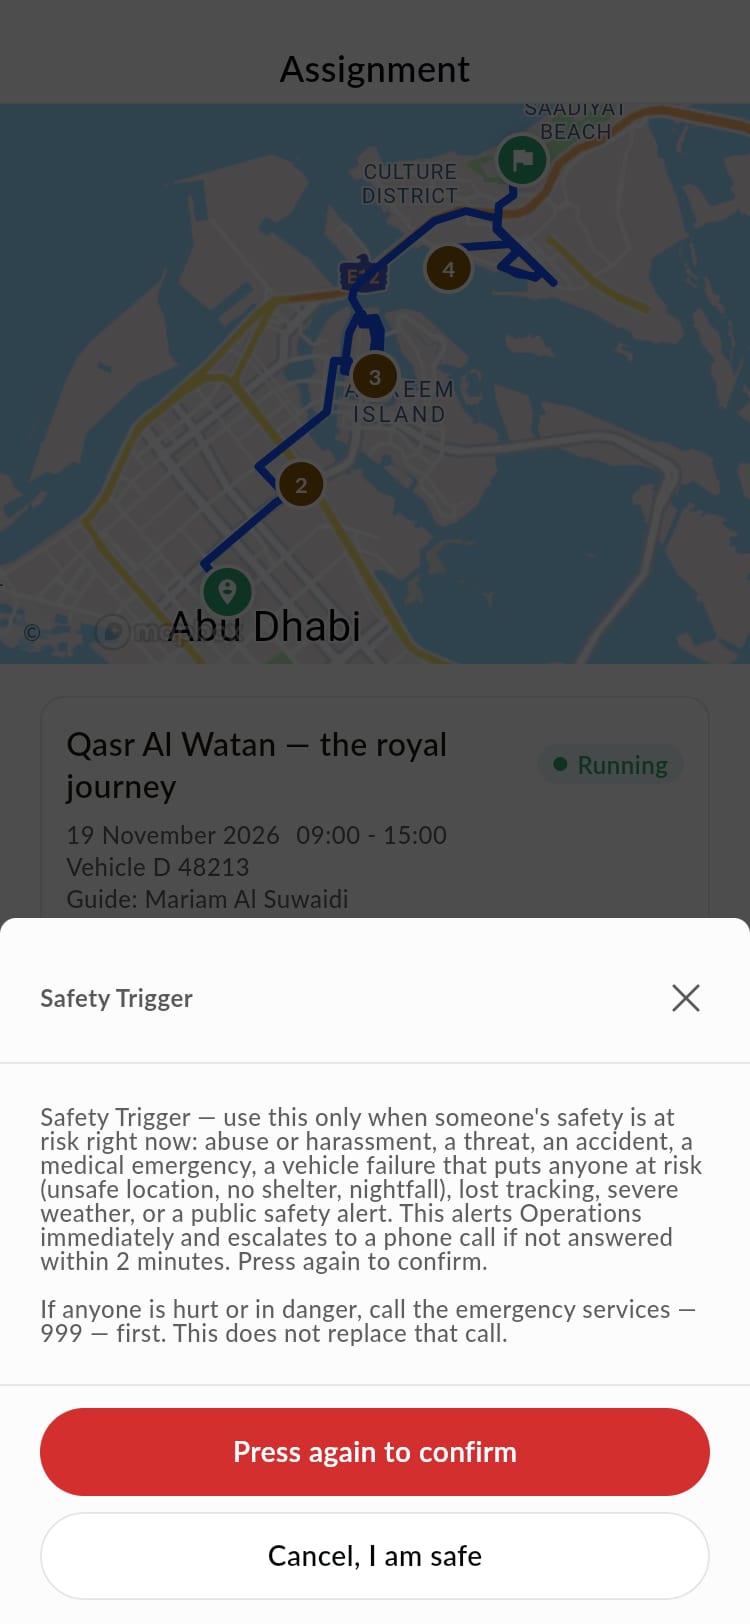 Assignment
SAADIYAT
BEACH
CULTURE
DISTRICT
E12
4
3
REEM
ISLAND
2
Abu Dhabi
©
mapbox
Qasr Al Watan — the royal
journey
Running
19 November 2026 09:00 - 15:00
Vehicle D 48213
Guide: Mariam Al Suwaidi
Safety Trigger
Safety Trigger — use this only when someone's safety is at
risk right now: abuse or harassment, a threat, an accident, a
medical emergency, a vehicle failure that puts anyone at risk
(unsafe location, no shelter, nightfall), lost tracking, severe
weather, or a public safety alert. This alerts Operations
immediately and escalates to a phone call if not answered
within 2 minutes. Press again to confirm.
If anyone is hurt or in danger, call the emergency services —
999 — first. This does not replace that call.
Press again to confirm
Cancel, I am safe